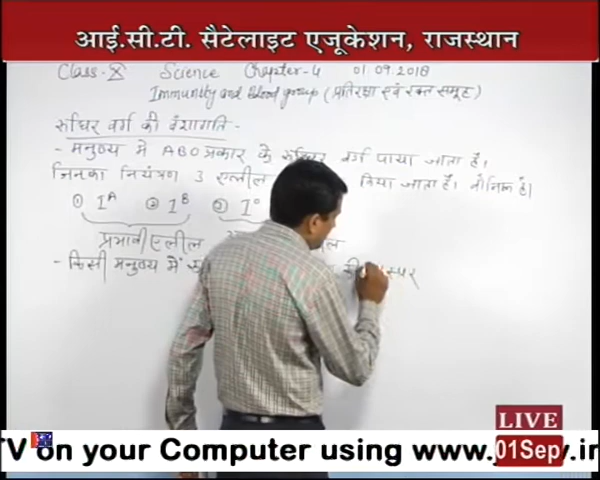 आई.सी.टी. सैटेलाइट एजूकेशन, राजस्थान
Class-X Science Chapter-4 01.09.2018
Immunity and Blood group (प्रतिरक्षा एवं रक्त समूह)
रुधिर वर्ग की वंशागति -
- मनुष्य में ABO प्रकार के रुधिर वर्ग पाया जाता है।
जिनका नियंत्रण 3 एलील किया जाता है।
① I^A ② I^B ③ I^o
प्रभावी एलील
- किसी मनुष्य में
LIVE
01Sep
TV on your Computer using www.j